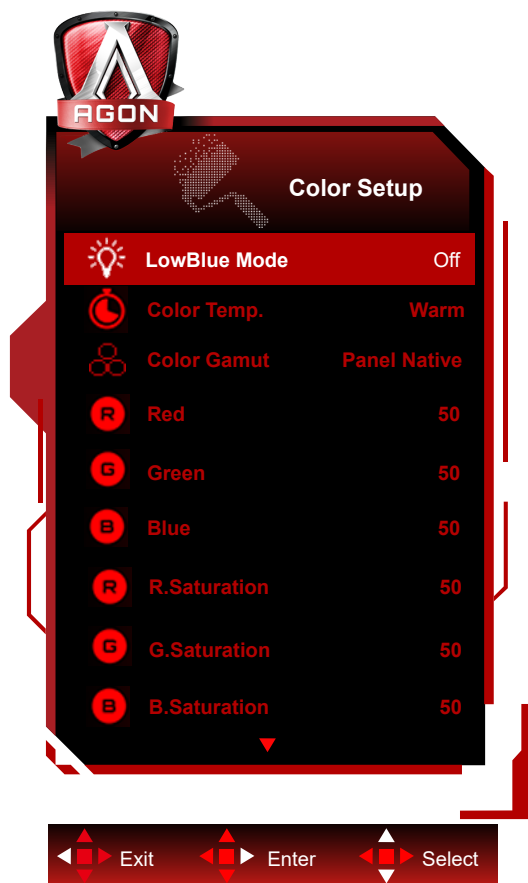 AGON
Color Setup
LowBlue Mode Off
Color Temp. Warm
Color Gamut Panel Native
R Red 50
G Green 50
B Blue 50
R R.Saturation 50
G G.Saturation 50
B B.Saturation 50
Exit Enter Select